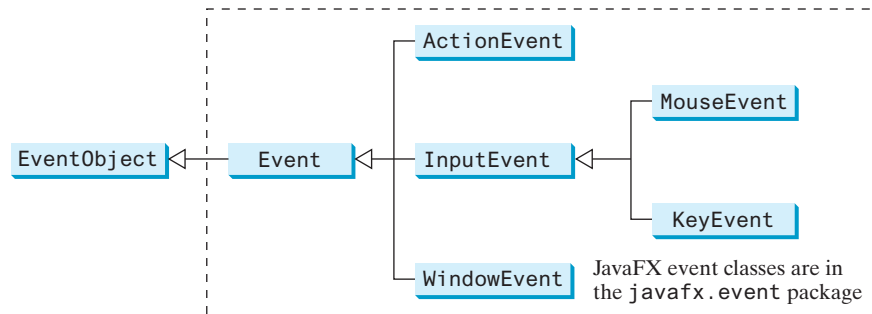 ActionEvent
MouseEvent
EventObject
Event
InputEvent
KeyEvent
WindowEvent
JavaFX event classes are in
the javafx.event package